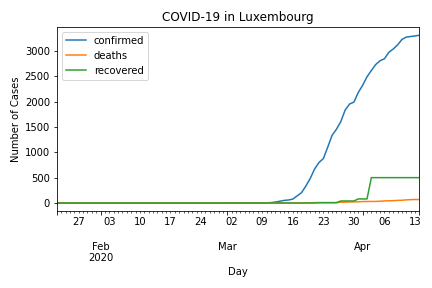 COVID-19 in Luxembourg
confirmed
deaths
recovered
Number of Cases
3000
2500
2000
1500
1000
500
0
27 03 10 17 24 02 09 16 23 30 06 13
Feb Mar Apr
2020
Day